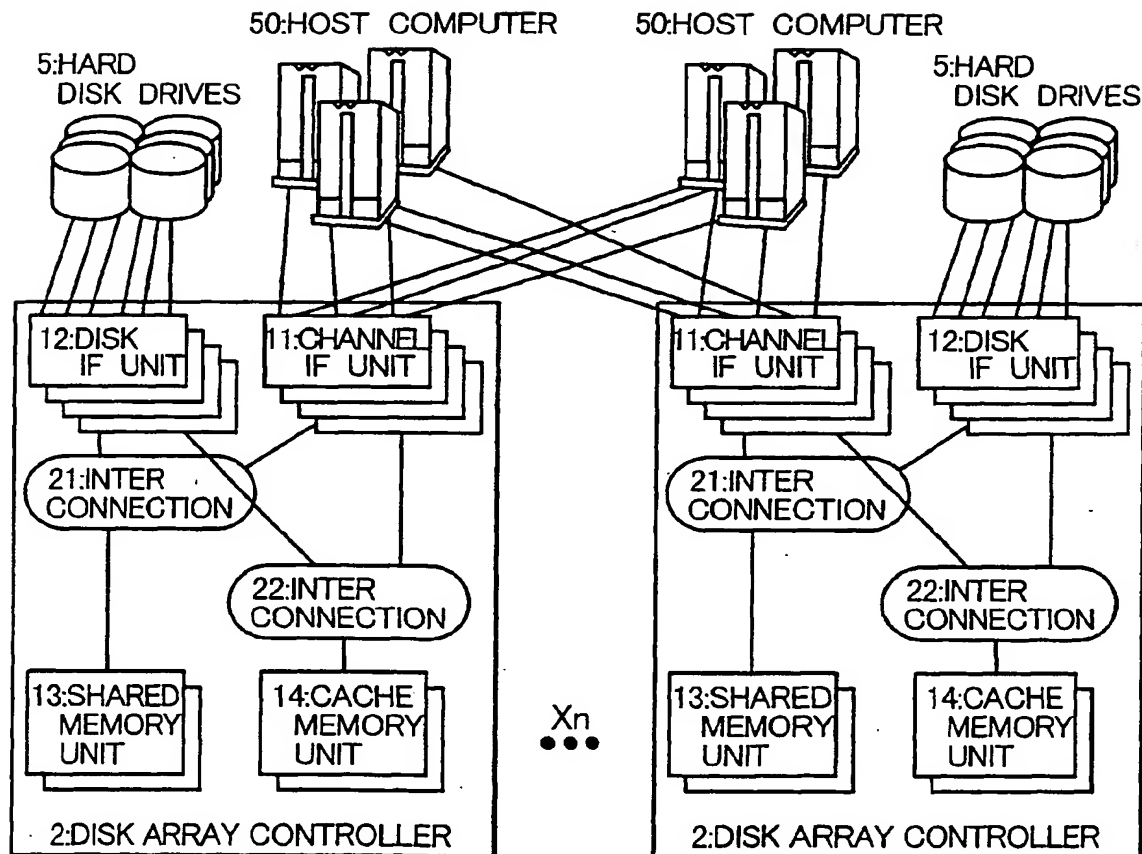 50:HOST COMPUTER
50:HOST COMPUTER
5:HARD
DISK DRIVES
5:HARD
DISK DRIVES
12:DISK
IF UNIT
11:CHANNEL
IF UNIT
11:CHANNEL
IF UNIT
12:DISK
IF UNIT
21:INTER
CONNECTION
21:INTER
CONNECTION
22:INTER
CONNECTION
22:INTER
CONNECTION
13:SHARED
MEMORY
UNIT
14:CACHE
MEMORY
UNIT
Xn
13:SHARED
MEMORY
UNIT
14:CACHE
MEMORY
UNIT
2:DISK ARRAY CONTROLLER
2:DISK ARRAY CONTROLLER